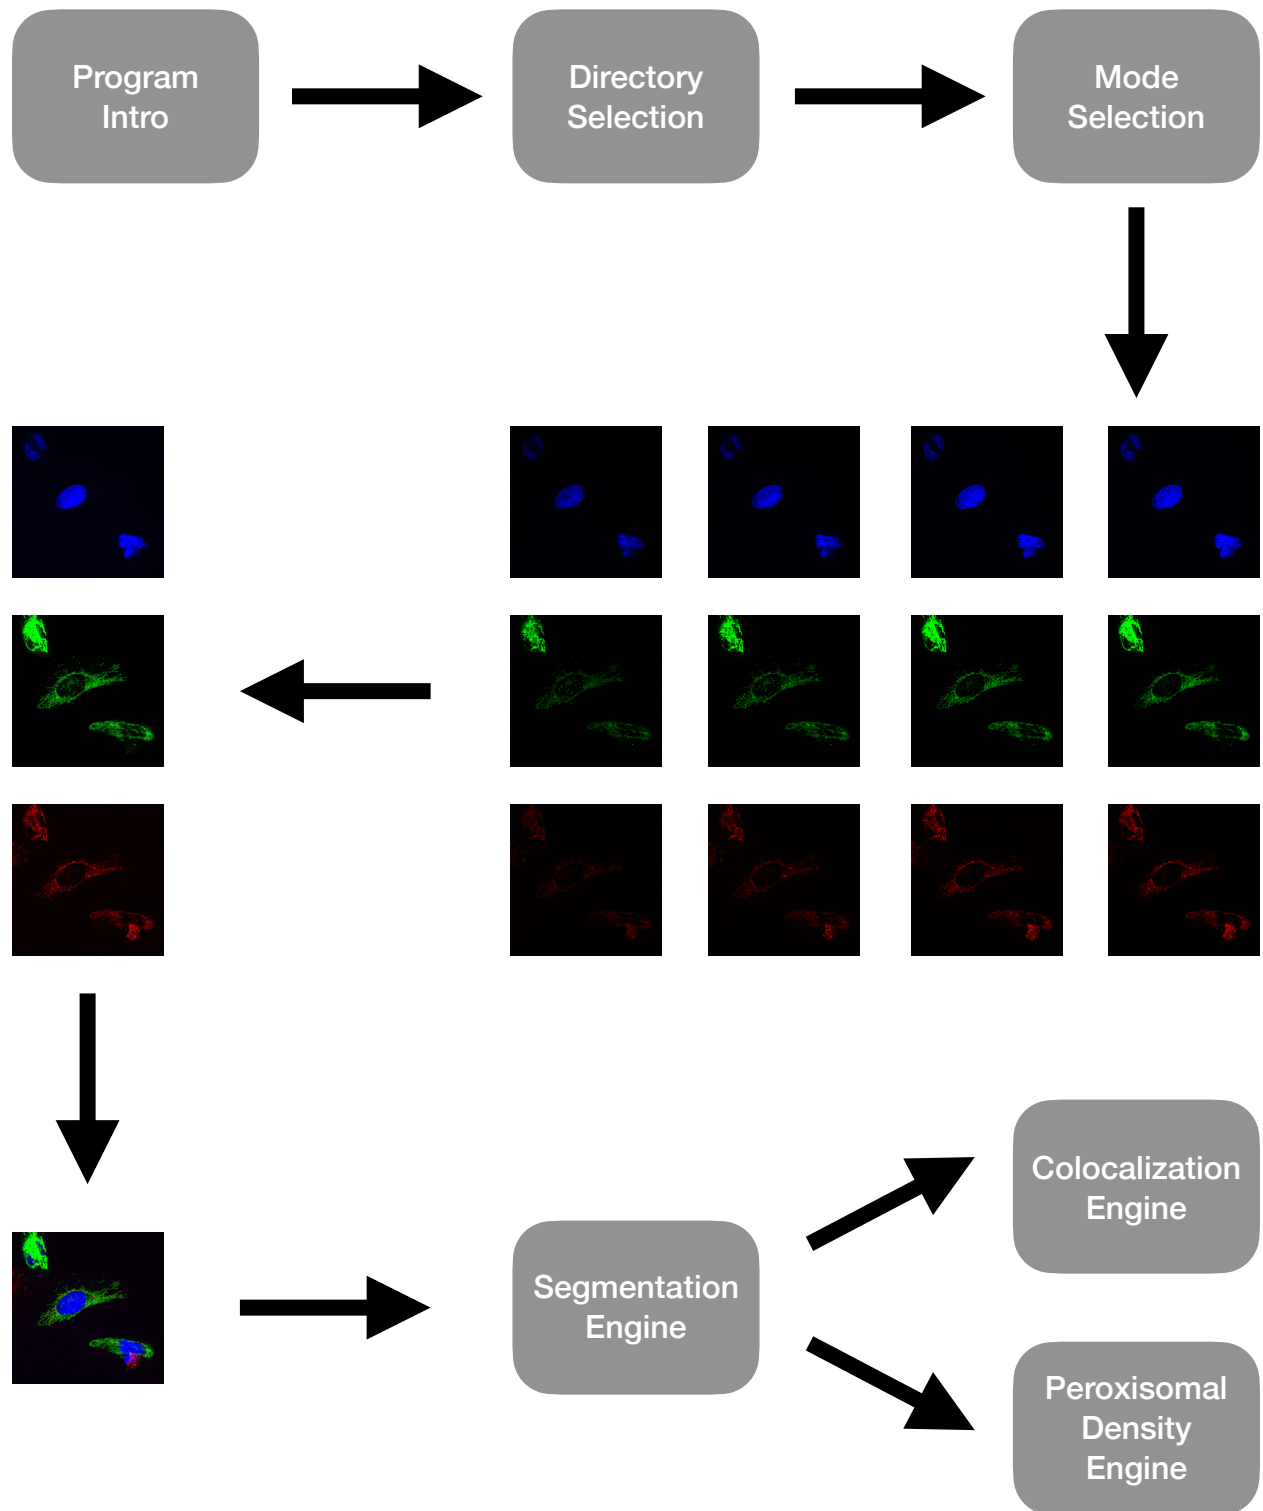 Program
Intro
Directory
Selection
Mode
Selection
Colocalization
Engine
Segmentation
Engine
Peroxisomal
Density
Engine